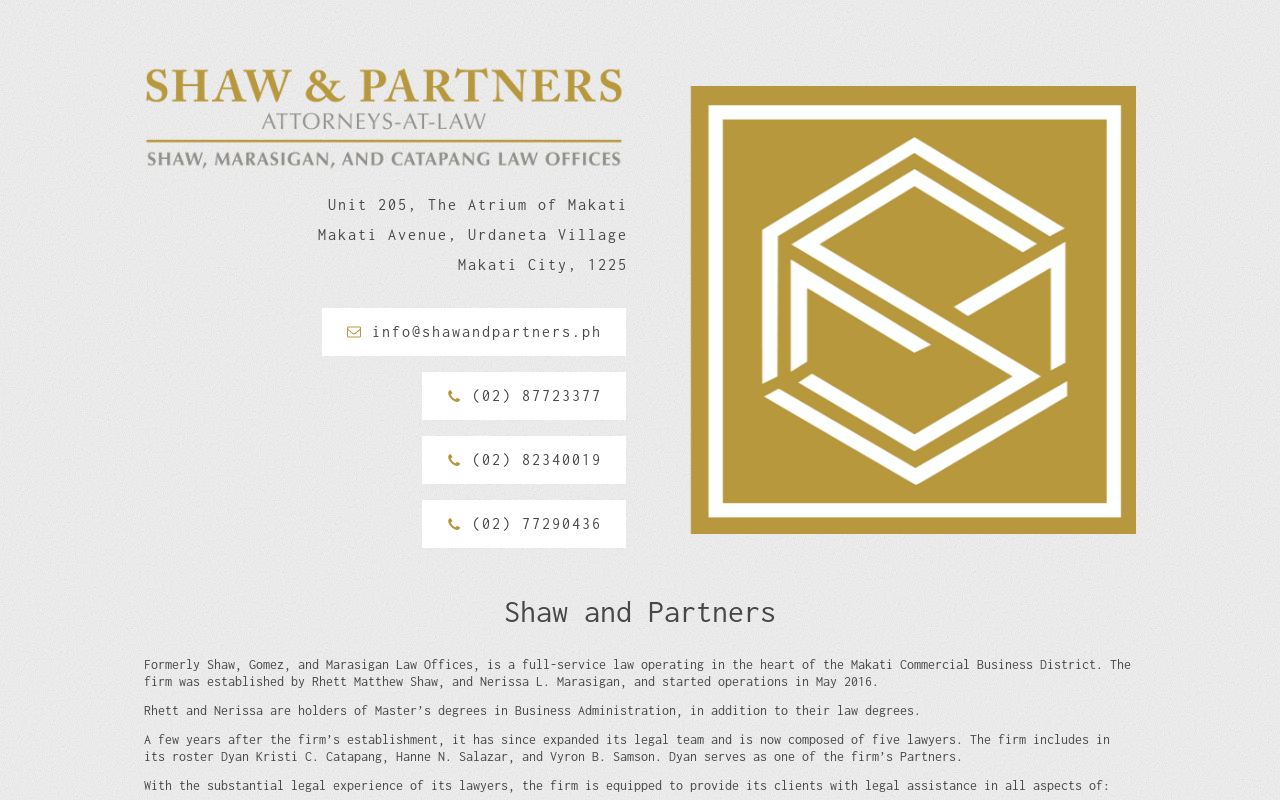 SHAW & PARTNERS
ATTORNEYS-AT-LAW
SHAW, MARASIGAN, AND CATAPANG LAW OFFICES
Unit 205, The Atrium of Makati
Makati Avenue, Urdaneta Village
Makati City, 1225
info@shawandpartners.ph
(02) 87723377
(02) 82340019
(02) 77290436
Shaw and Partners
Formerly Shaw, Gomez, and Marasigan Law Offices, is a full-service law operating in the heart of the Makati Commercial Business District. The
firm was established by Rhett Matthew Shaw, and Nerissa L. Marasigan, and started operations in May 2016.
Rhett and Nerissa are holders of Master’s degrees in Business Administration, in addition to their law degrees.
A few years after the firm’s establishment, it has since expanded its legal team and is now composed of five lawyers. The firm includes in
its roster Dyan Kristi C. Catapang, Hanne N. Salazar, and Vyron B. Samson. Dyan serves as one of the firm’s Partners.
With the substantial legal experience of its lawyers, the firm is equipped to provide its clients with legal assistance in all aspects of: